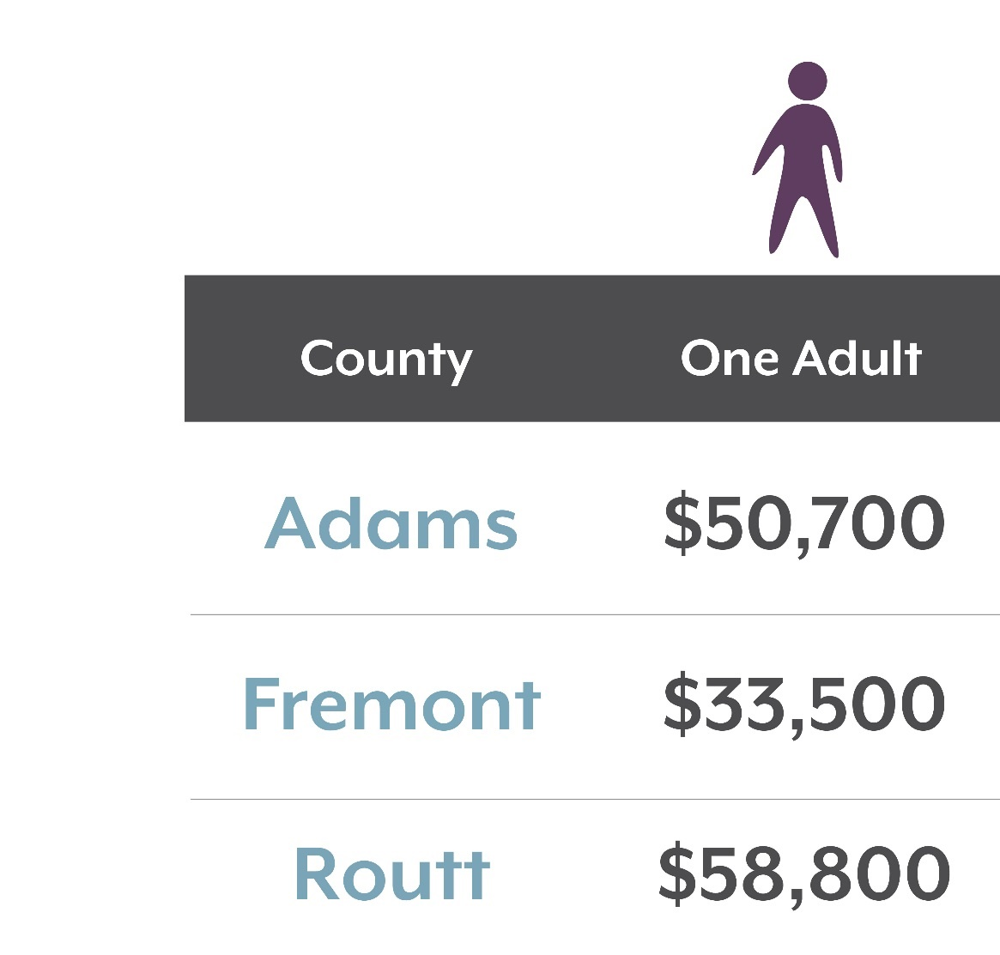 County One Adult
Adams $50,700
Fremont $33,500
Routt $58,800